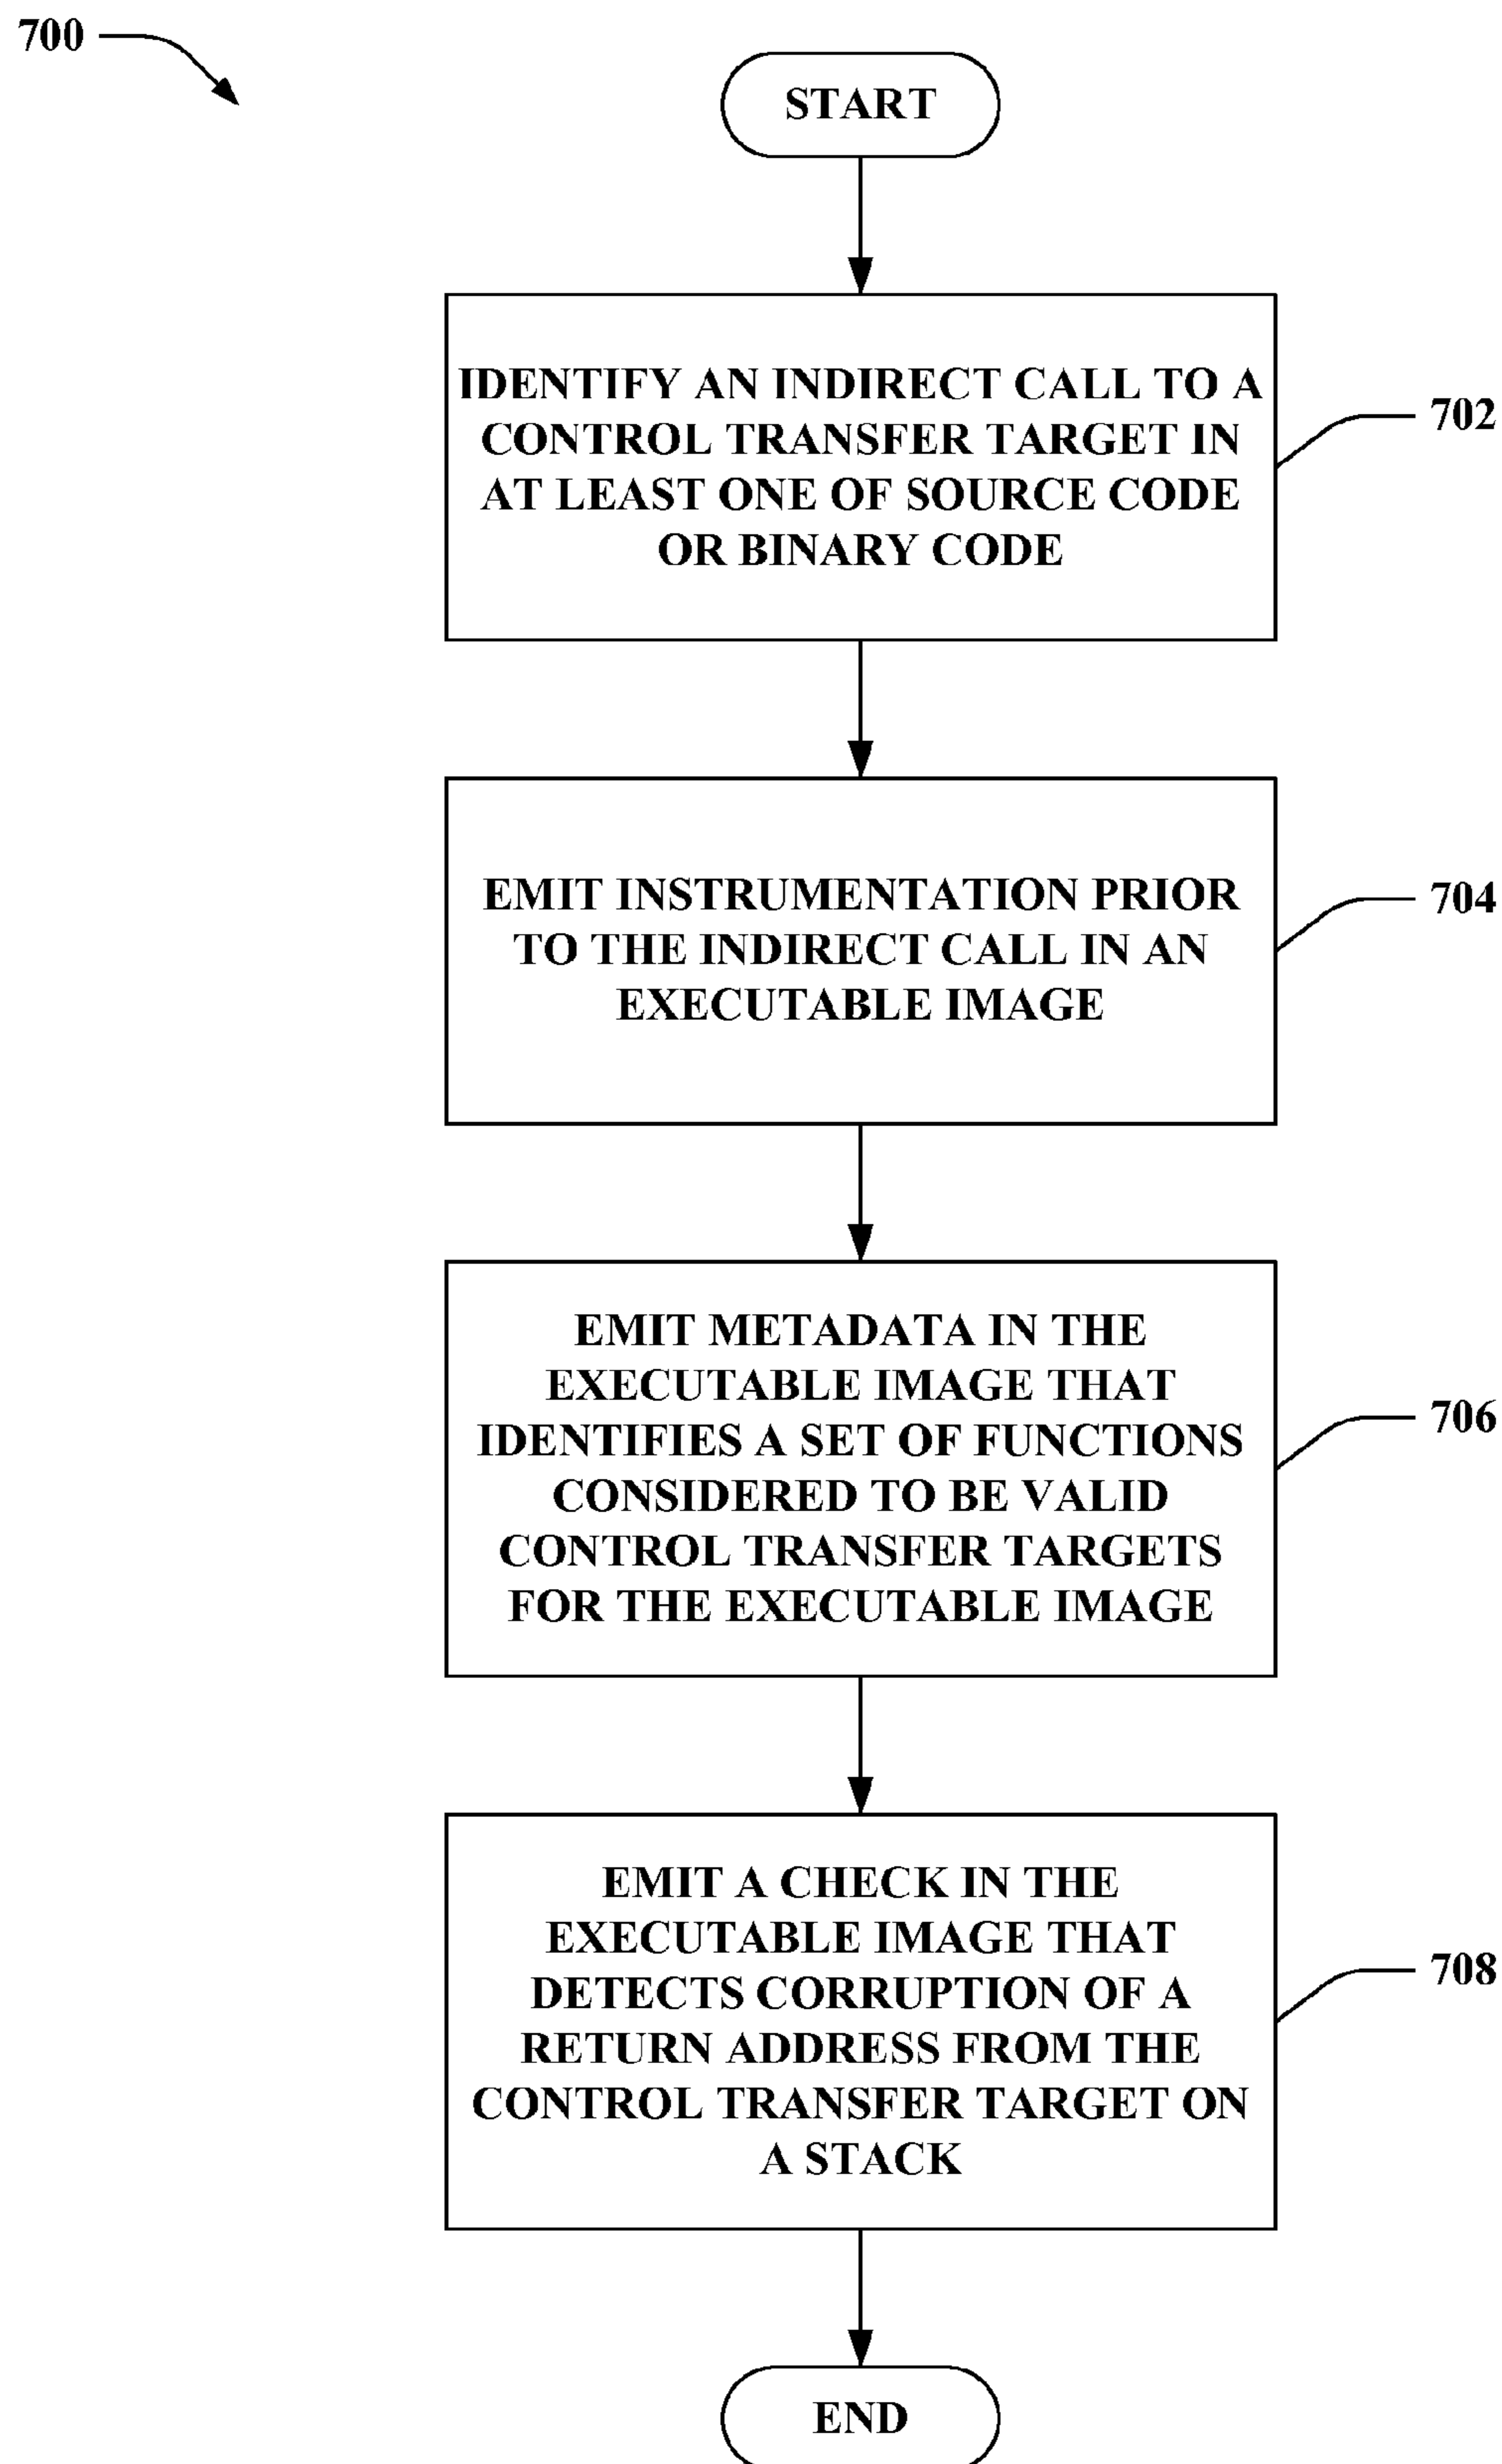 700
START
IDENTIFY AN INDIRECT CALL TO A
CONTROL TRANSFER TARGET IN
AT LEAST ONE OF SOURCE CODE
OR BINARY CODE
702
EMIT INSTRUMENTATION PRIOR
TO THE INDIRECT CALL IN AN
EXECUTABLE IMAGE
704
EMIT METADATA IN THE
EXECUTABLE IMAGE THAT
IDENTIFIES A SET OF FUNCTIONS
CONSIDERED TO BE VALID
CONTROL TRANSFER TARGETS
FOR THE EXECUTABLE IMAGE
706
EMIT A CHECK IN THE
EXECUTABLE IMAGE THAT
DETECTS CORRUPTION OF A
RETURN ADDRESS FROM THE
CONTROL TRANSFER TARGET ON
A STACK
708
END